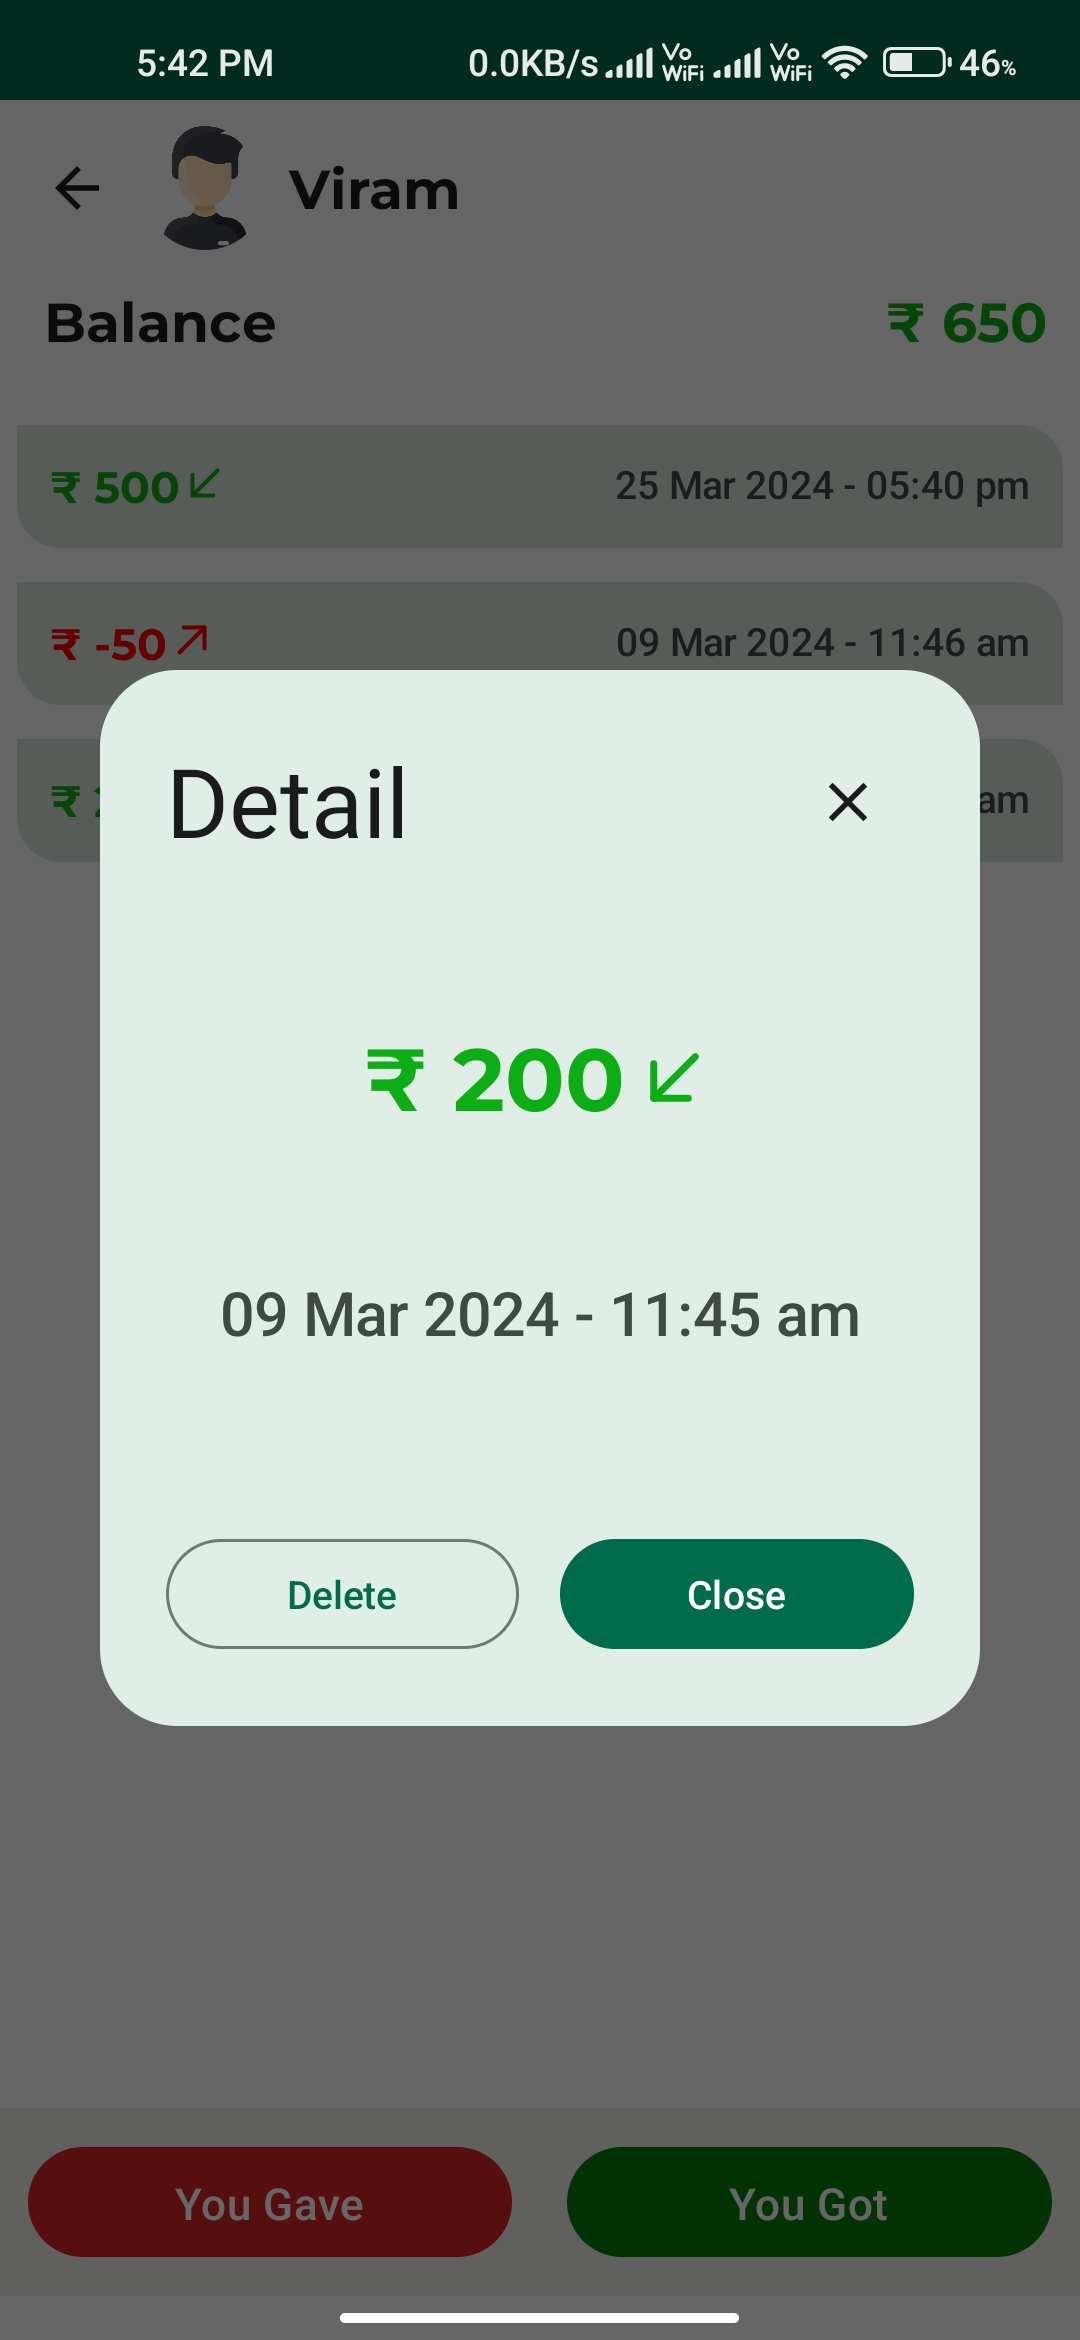 5:42 PM 0.0KB/s Vo WiFi Vo WiFi 46%
Viram
Balance ₹ 650
₹ 500 25 Mar 2024 - 05:40 pm
₹ -50 09 Mar 2024 - 11:46 am
₹ am
Detail
₹ 200
09 Mar 2024 - 11:45 am
Delete Close
You Gave You Got